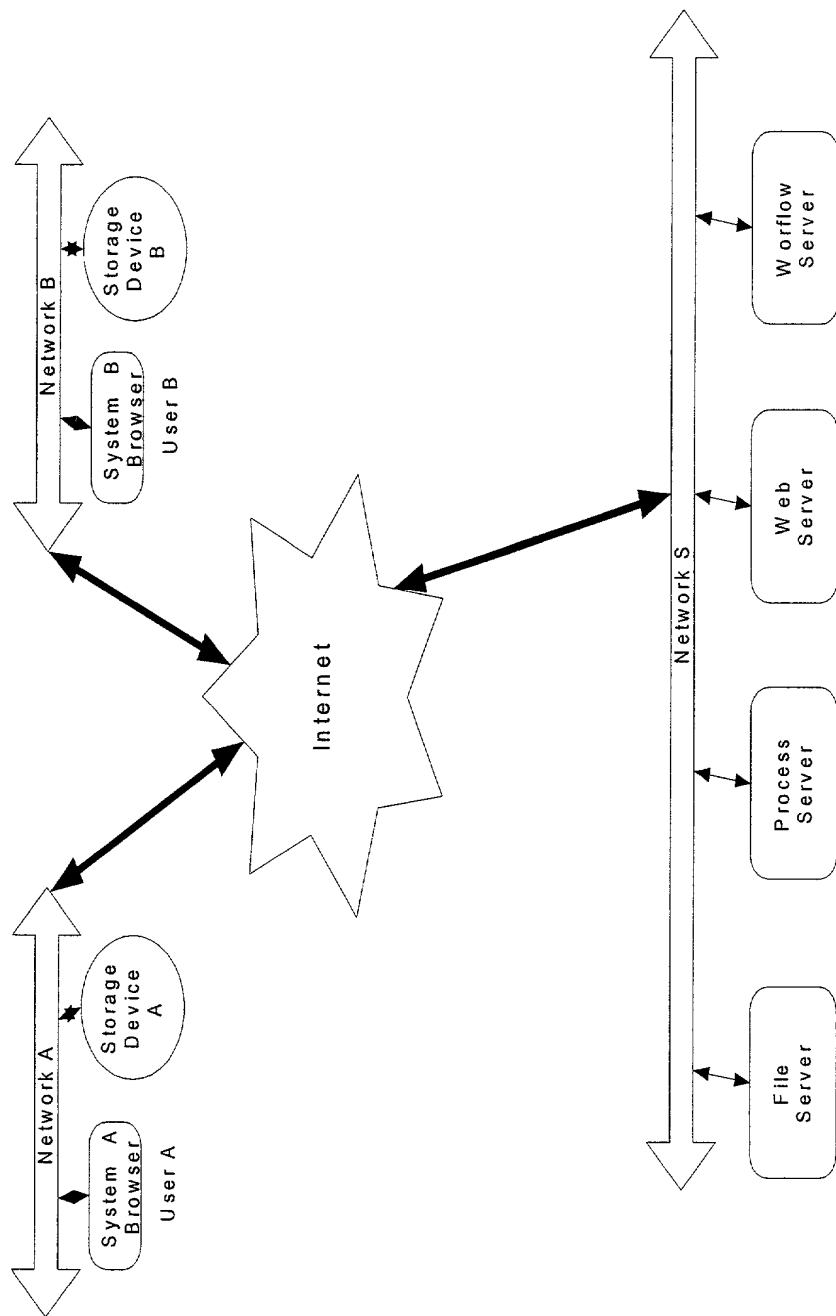 Network A
System A
Browser
User A
Storage
Device
A
Network B
System B
Browser
User B
Storage
Device
B
Internet
Network S
File
Server
Process
Server
Web
Server
Worflow
Server